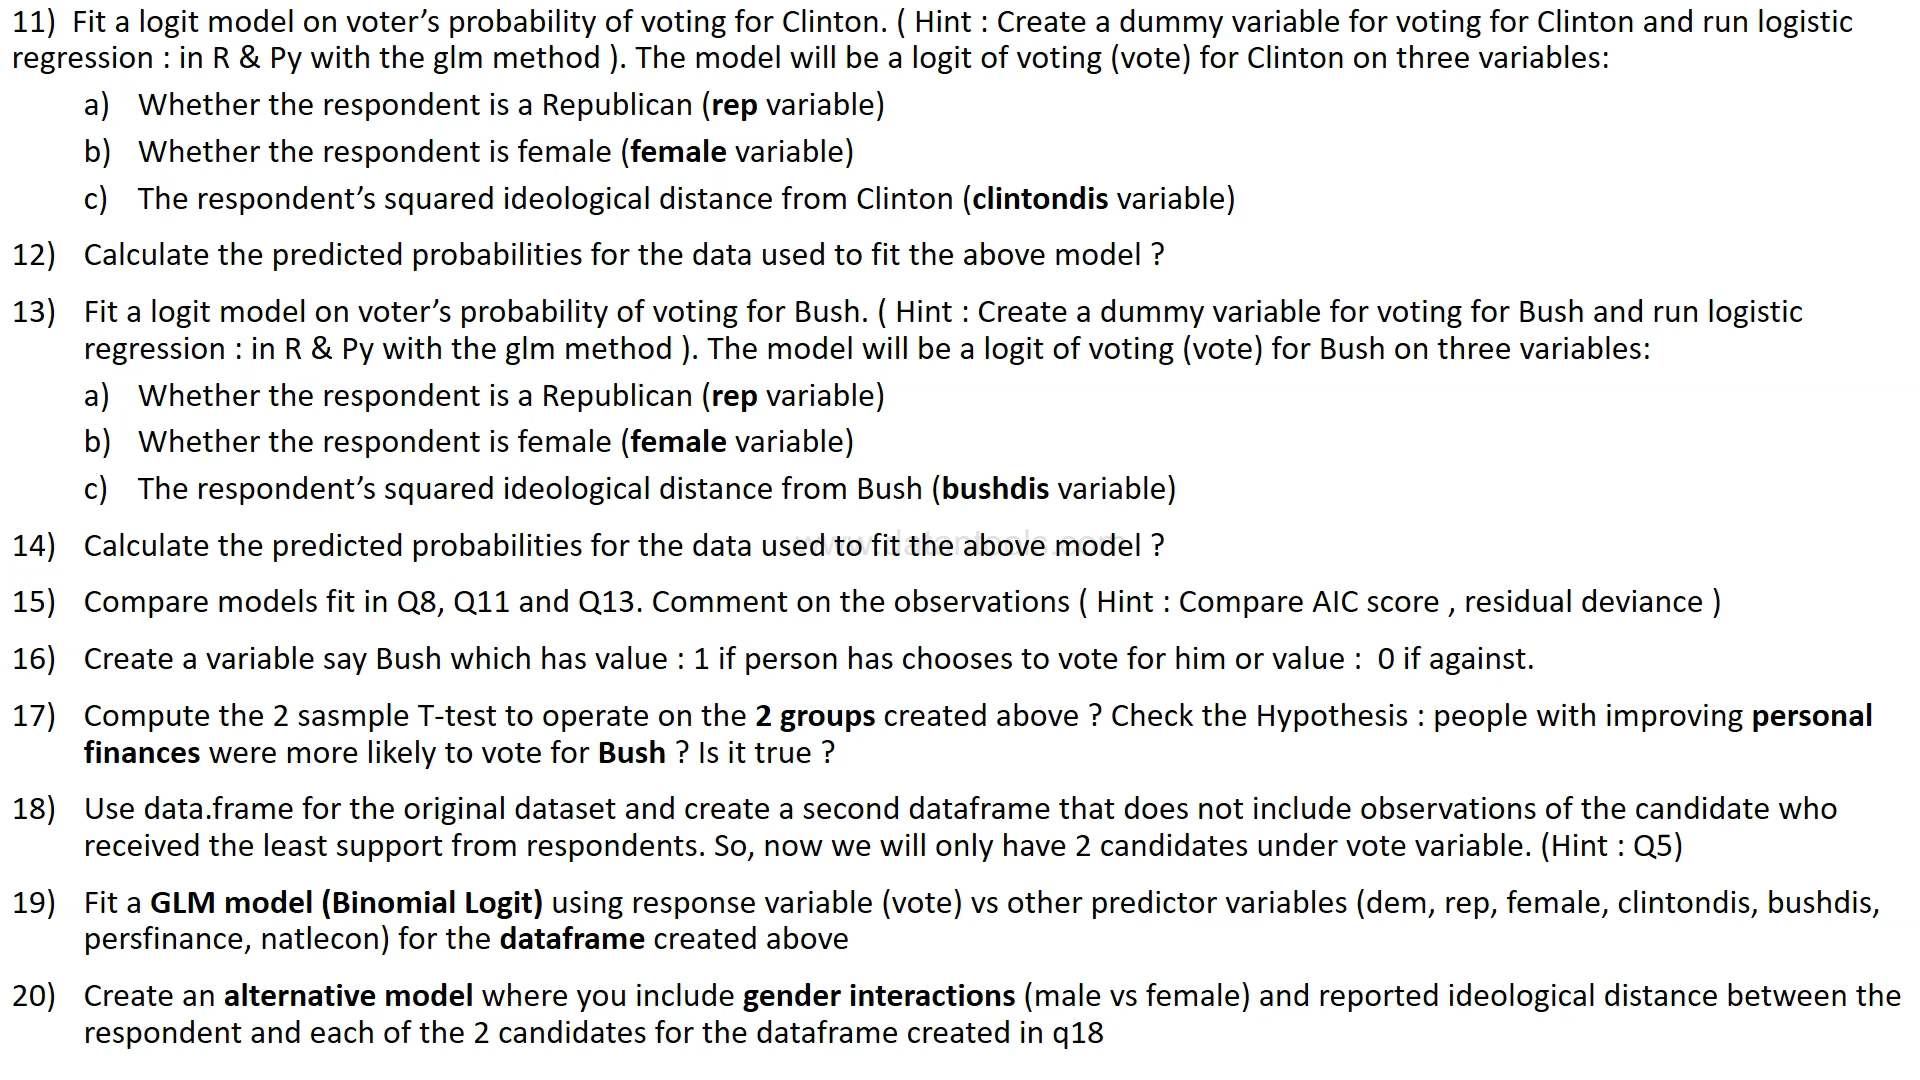 11) Fit a logit model on voter’s probability of voting for Clinton. ( Hint : Create a dummy variable for voting for Clinton and run logistic
regression : in R & Py with the glm method ). The model will be a logit of voting (vote) for Clinton on three variables:
a) Whether the respondent is a Republican (rep variable)
b) Whether the respondent is female (female variable)
c) The respondent’s squared ideological distance from Clinton (clintondis variable)
12) Calculate the predicted probabilities for the data used to fit the above model ?
13) Fit a logit model on voter’s probability of voting for Bush. ( Hint : Create a dummy variable for voting for Bush and run logistic
regression : in R & Py with the glm method ). The model will be a logit of voting (vote) for Bush on three variables:
a) Whether the respondent is a Republican (rep variable)
b) Whether the respondent is female (female variable)
c) The respondent’s squared ideological distance from Bush (bushdis variable)
14) Calculate the predicted probabilities for the data used to fit the above model ?
15) Compare models fit in Q8, Q11 and Q13. Comment on the observations ( Hint : Compare AIC score , residual deviance )
16) Create a variable say Bush which has value : 1 if person has chooses to vote for him or value : 0 if against.
17) Compute the 2 sasmple T-test to operate on the 2 groups created above ? Check the Hypothesis : people with improving personal
finances were more likely to vote for Bush ? Is it true ?
18) Use data.frame for the original dataset and create a second dataframe that does not include observations of the candidate who
received the least support from respondents. So, now we will only have 2 candidates under vote variable. (Hint : Q5)
19) Fit a GLM model (Binomial Logit) using response variable (vote) vs other predictor variables (dem, rep, female, clintondis, bushdis,
persfinance, natlecon) for the dataframe created above
20) Create an alternative model where you include gender interactions (male vs female) and reported ideological distance between the
respondent and each of the 2 candidates for the dataframe created in q18